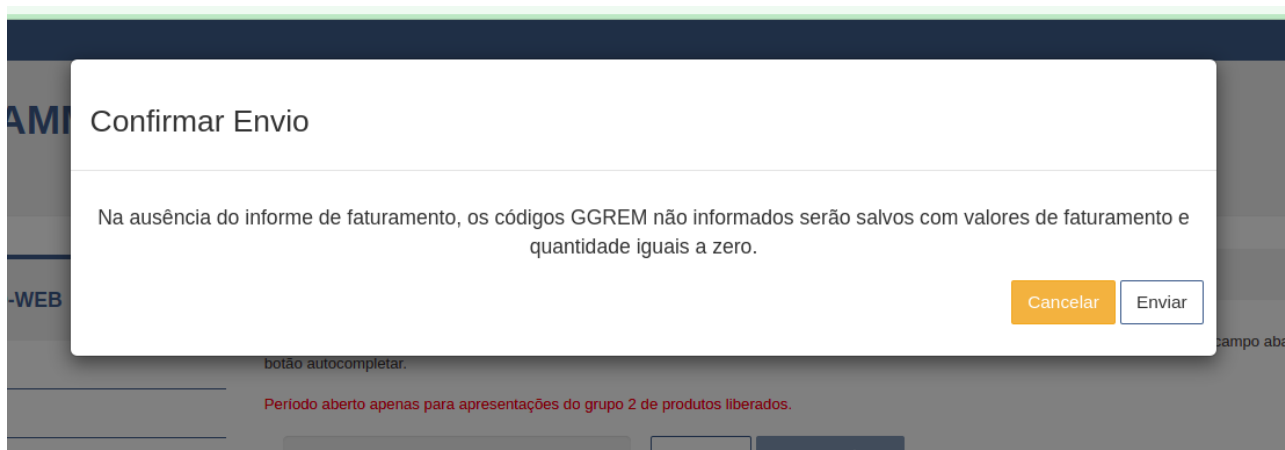 Confirmar Envio
Na ausência do informe de faturamento, os códigos GGREM não informados serão salvos com valores de faturamento e
quantidade iguais a zero.
Cancelar
Enviar
-WEB
campo aba
botão autocompletar.
Período aberto apenas para apresentações do grupo 2 de produtos liberados.